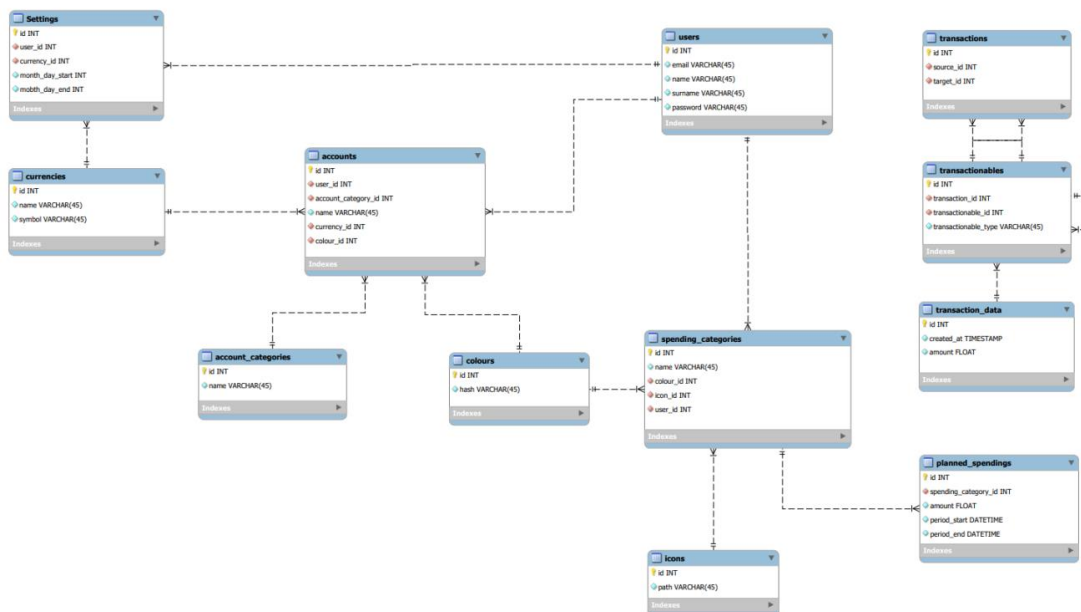 Settings
id INT
user_id INT
currency_id INT
month_day_start INT
mobth_day_end INT
Indexes
users
id INT
email VARCHAR(45)
name VARCHAR(45)
surname VARCHAR(45)
password VARCHAR(45)
Indexes
transactions
id INT
source_id INT
target_id INT
Indexes
currencies
id INT
name VARCHAR(45)
symbol VARCHAR(45)
Indexes
accounts
id INT
user_id INT
account_category_id INT
name VARCHAR(45)
currency_id INT
colour_id INT
Indexes
transactionables
id INT
transaction_id INT
transactionable_id INT
transactionable_type VARCHAR(45)
Indexes
account_categories
id INT
name VARCHAR(45)
Indexes
colours
id INT
hash VARCHAR(45)
Indexes
spending_categories
id INT
name VARCHAR(45)
colour_id INT
icon_id INT
user_id INT
Indexes
transaction_data
id INT
created_at TIMESTAMP
amount FLOAT
Indexes
planned_spendings
id INT
spending_category_id INT
amount FLOAT
period_start DATETIME
period_end DATETIME
Indexes
icons
id INT
path VARCHAR(45)
Indexes